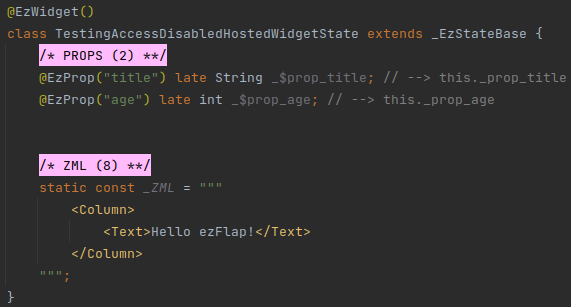 @EzWidget()
class TestingAccessDisabledHostedWidgetState extends _EzStateBase {
/* PROPS (2) **/
@EzProp("title") late String _$prop_title; // --> this._prop_title
@EzProp("age") late int _$prop_age; // --> this._prop_age
/* ZML (8) **/
static const _ZML = """
<Column>
<Text>Hello ezFlap!</Text>
</Column>
""";
}